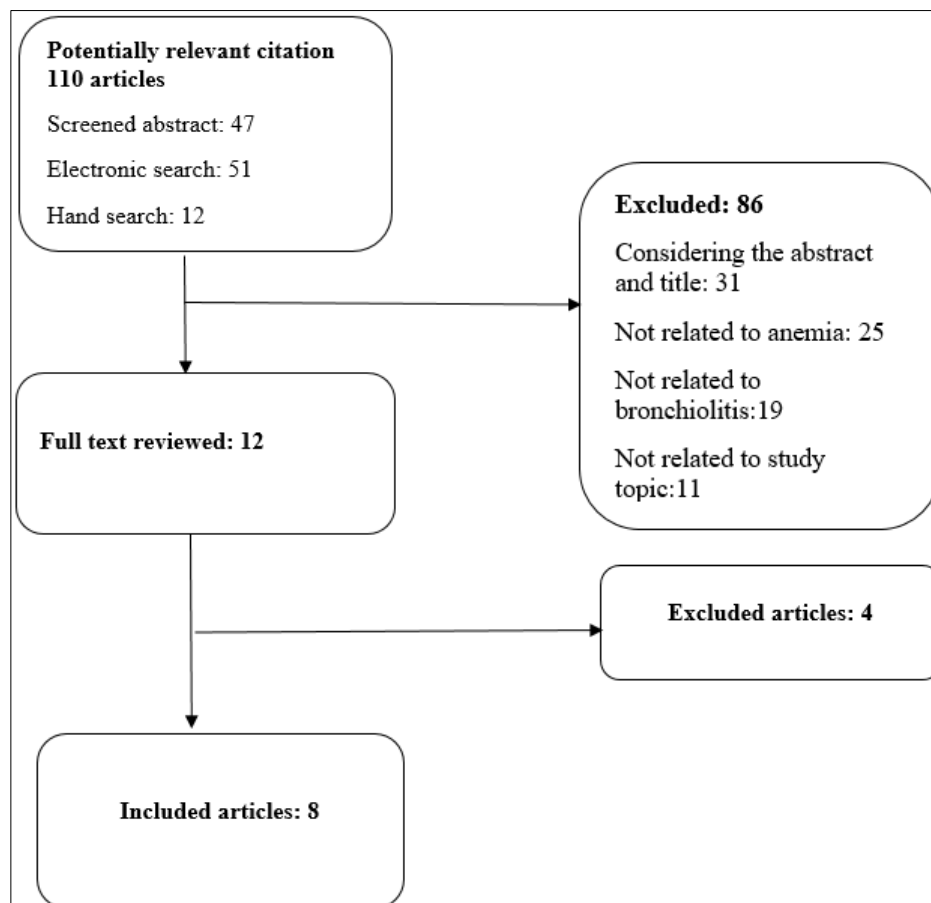 Potentially relevant citation
110 articles
Screened abstract: 47
Electronic search: 51
Hand search: 12
Excluded: 86
Considering the abstract
and title: 31
Not related to anemia: 25
Not related to
bronchiolitis:19
Not related to study
topic:11
Full text reviewed: 12
Excluded articles: 4
Included articles: 8